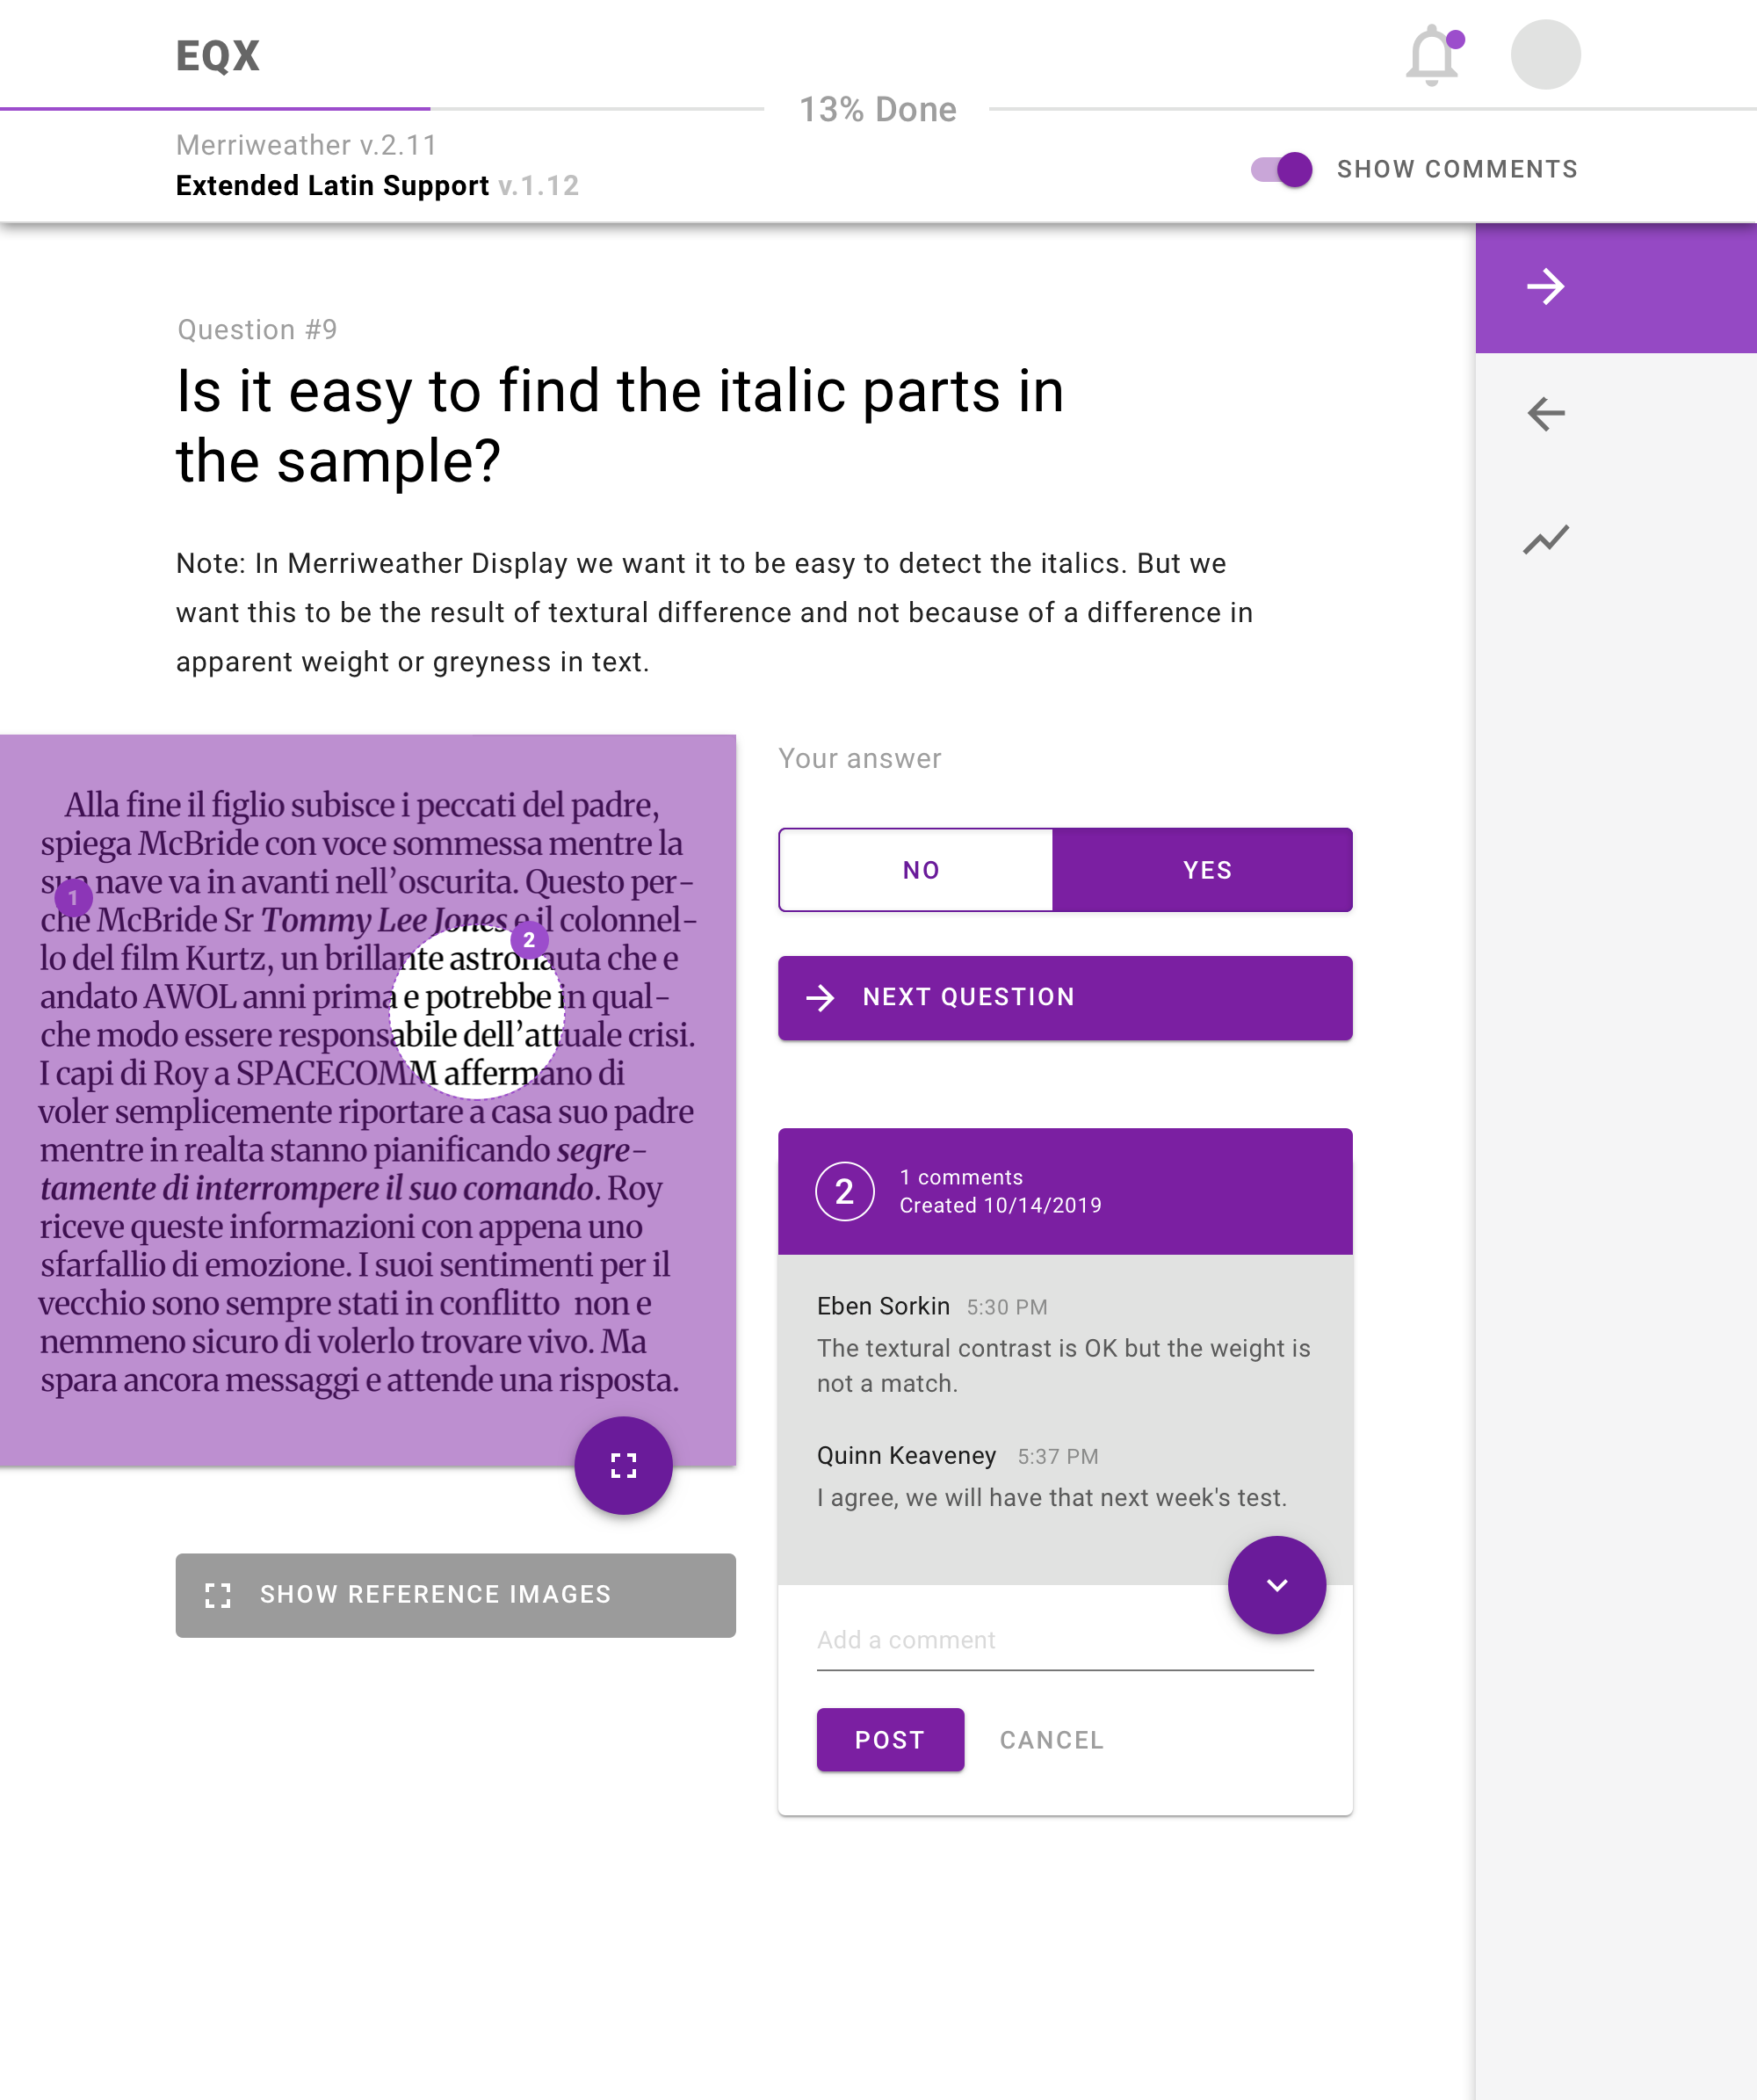 EQX
13% Done
Merriweather v.2.11
Extended Latin Support v.1.12
SHOW COMMENTS
Question #9
Is it easy to find the italic parts in
the sample?
Note: In Merriweather Display we want it to be easy to detect the italics. But we
want this to be the result of textural difference and not because of a difference in
apparent weight or greyness in text.
Alla fine il figlio subisce i peccati del padre,
spiega McBride con voce sommessa mentre la
sua nave va in avanti nell’oscurita. Questo per-
1
che McBride Sr Tommy Lee Jones e il colonnel-
2
lo del film Kurtz, un brillante astronauta che e
andato AWOL anni prima e potrebbe in qual-
che modo essere responsabile dell’attuale crisi.
I capi di Roy a SPACECOMM affermano di
voler semplicemente riportare a casa suo padre
mentre in realta stanno pianificando segre-
tamente di interrompere il suo comando. Roy
riceve queste informazioni con appena uno
sfarfallio di emozione. I suoi sentimenti per il
vecchio sono sempre stati in conflitto  non e
nemmeno sicuro di volerlo trovare vivo. Ma
spara ancora messaggi e attende una risposta.
SHOW REFERENCE IMAGES
Your answer
NO
YES
NEXT QUESTION
2
1 comments
Created 10/14/2019
Eben Sorkin 5:30 PM
The textural contrast is OK but the weight is
not a match.
Quinn Keaveney 5:37 PM
I agree, we will have that next week's test.
Add a comment
POST
CANCEL